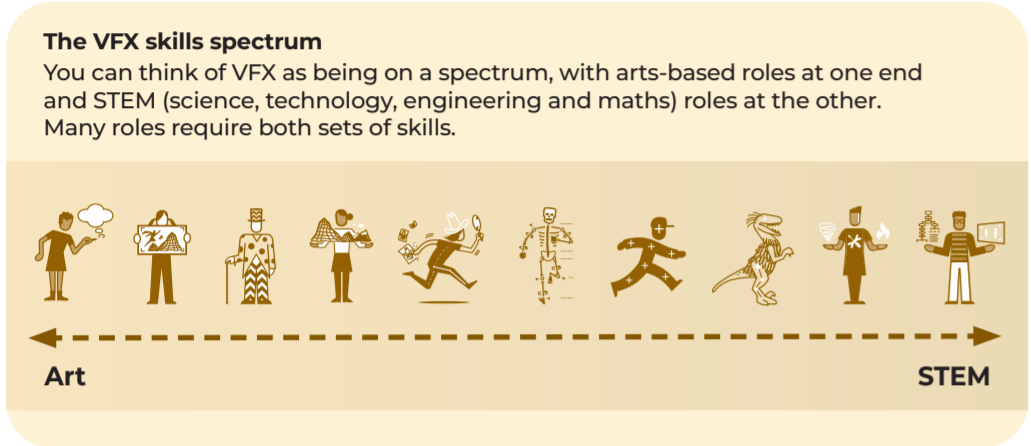 The VFX skills spectrum
You can think of VFX as being on a spectrum, with arts-based roles at one end
and STEM (science, technology, engineering and maths) roles at the other.
Many roles require both sets of skills.
Art
STEM